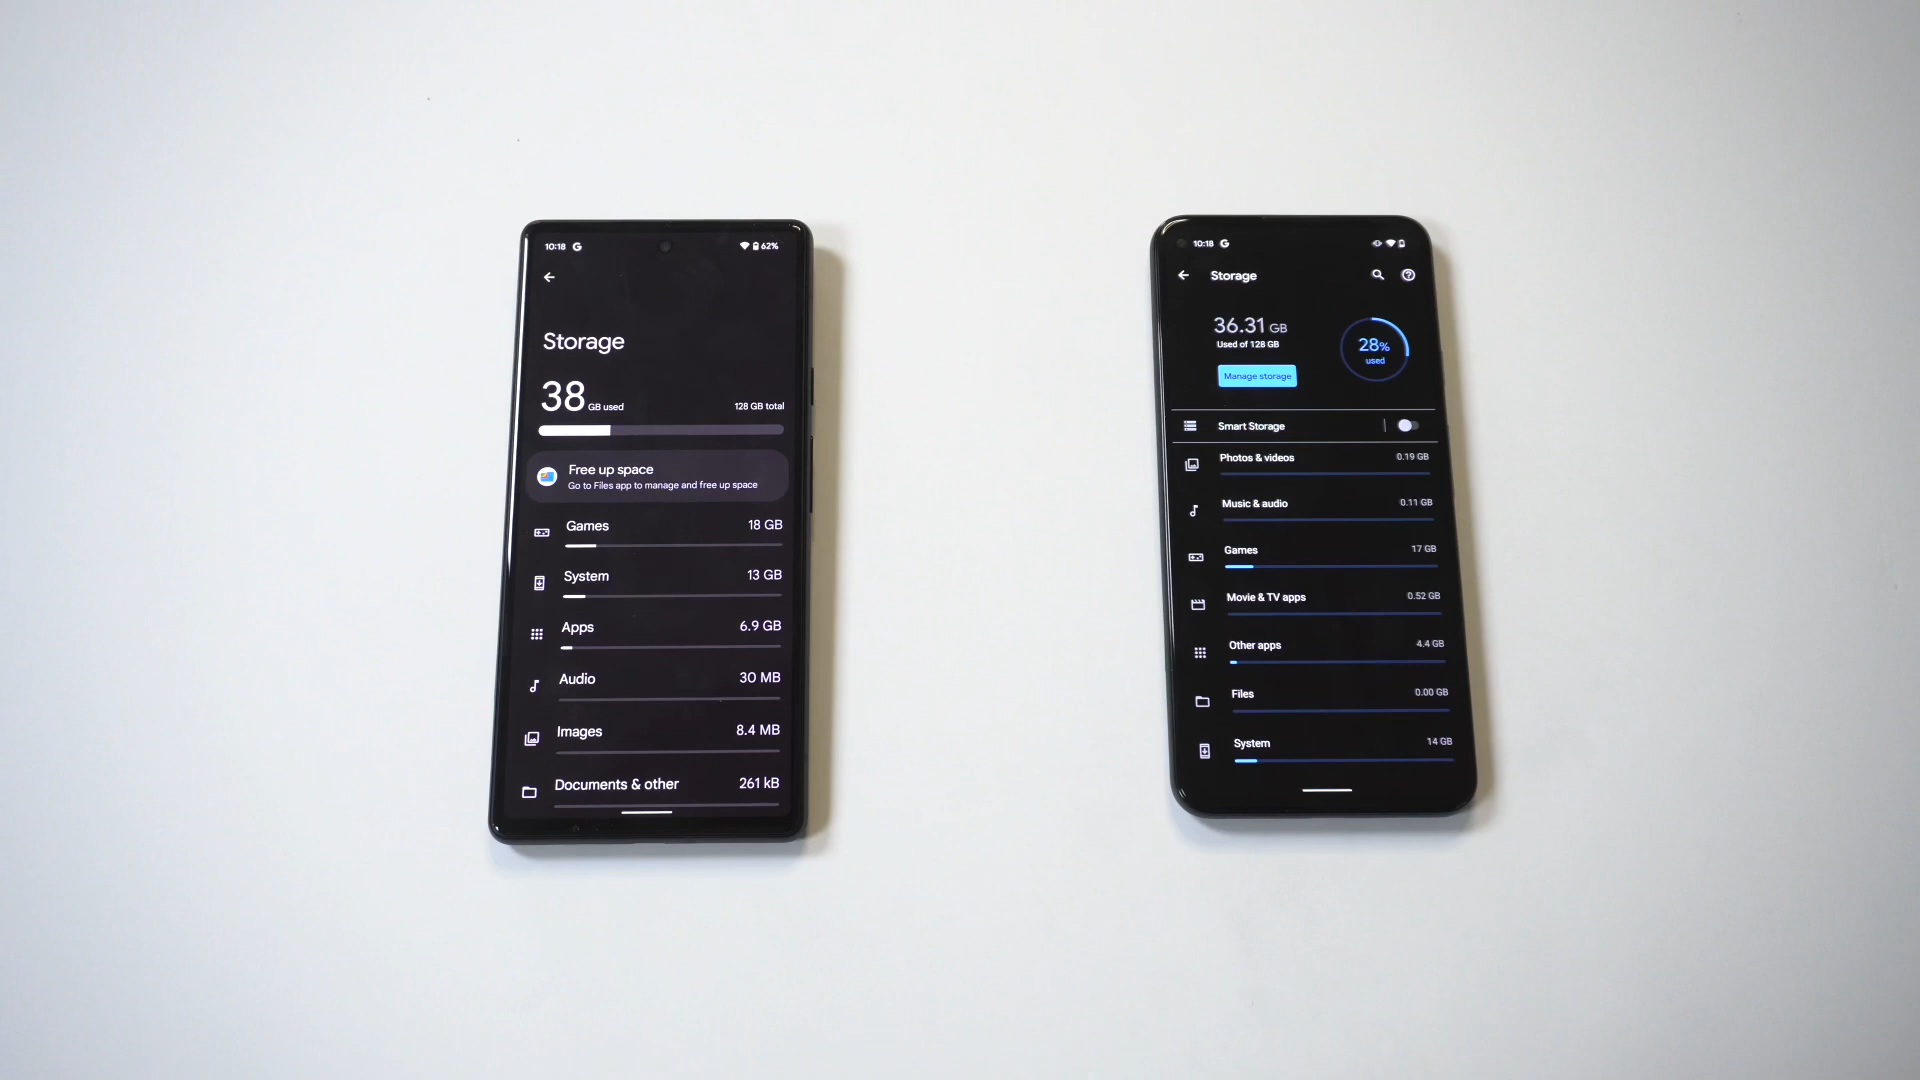 10:18 G 62%
Storage
38 GB used 128 GB total
Free up space
Go to Files app to manage and free up space
Games 18 GB
System 13 GB
Apps 6.9 GB
Audio 30 MB
Images 8.4 MB
Documents & other 261 kB
10:18 G
Storage
36.31 GB
Used of 128 GB
28%
used
Manage storage
Smart Storage
Photos & videos 0.19 GB
Music & audio 0.11 GB
Games 17 GB
Movie & TV apps 0.52 GB
Other apps 4.4 GB
Files 0.00 GB
System 14 GB